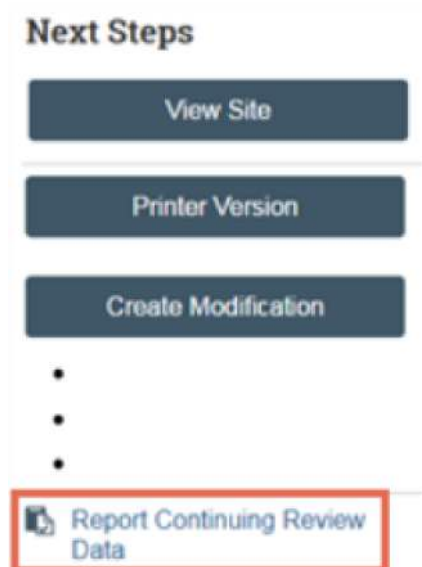 Next Steps
View Site
Printer Version
Create Modification
•
•
•
Report Continuing Review
Data